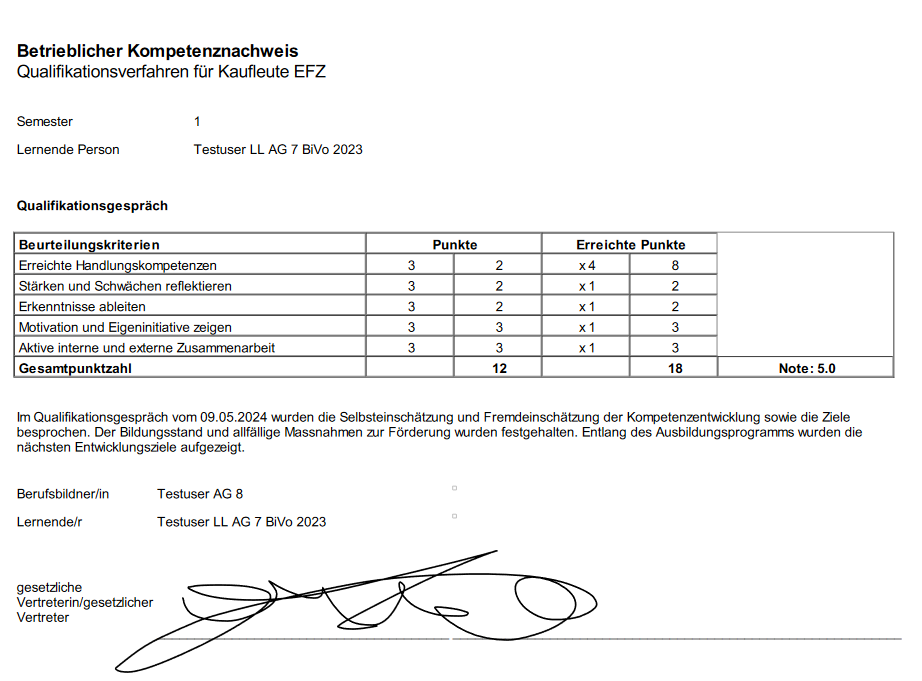 Betrieblicher Kompetenznachweis
Qualifikationsverfahren für Kaufleute EFZ
Semester 1
Lernende Person Testuser LL AG 7 BiVo 2023
Qualifikationsgespräch
Beurteilungskriterien Punkte Erreichte Punkte
Erreichte Handlungskompetenzen 3 2 x 4 8
Stärken und Schwächen reflektieren 3 2 x 1 2
Erkenntnisse ableiten 3 2 x 1 2
Motivation und Eigeninitiative zeigen 3 3 x 1 3
Aktive interne und externe Zusammenarbeit 3 3 x 1 3
Gesamtpunktzahl 12 18 Note: 5.0
Im Qualifikationsgespräch vom 09.05.2024 wurden die Selbsteinschätzung und Fremdeinschätzung der Kompetenzentwicklung sowie die Ziele
besprochen. Der Bildungsstand und allfällige Massnahmen zur Förderung wurden festgehalten. Entlang des Ausbildungsprogramms wurden die
nächsten Entwicklungsziele aufgezeigt.
Berufsbildner/in Testuser AG 8
Lernende/r Testuser LL AG 7 BiVo 2023
gesetzliche
Vertreterin/gesetzlicher
Vertreter